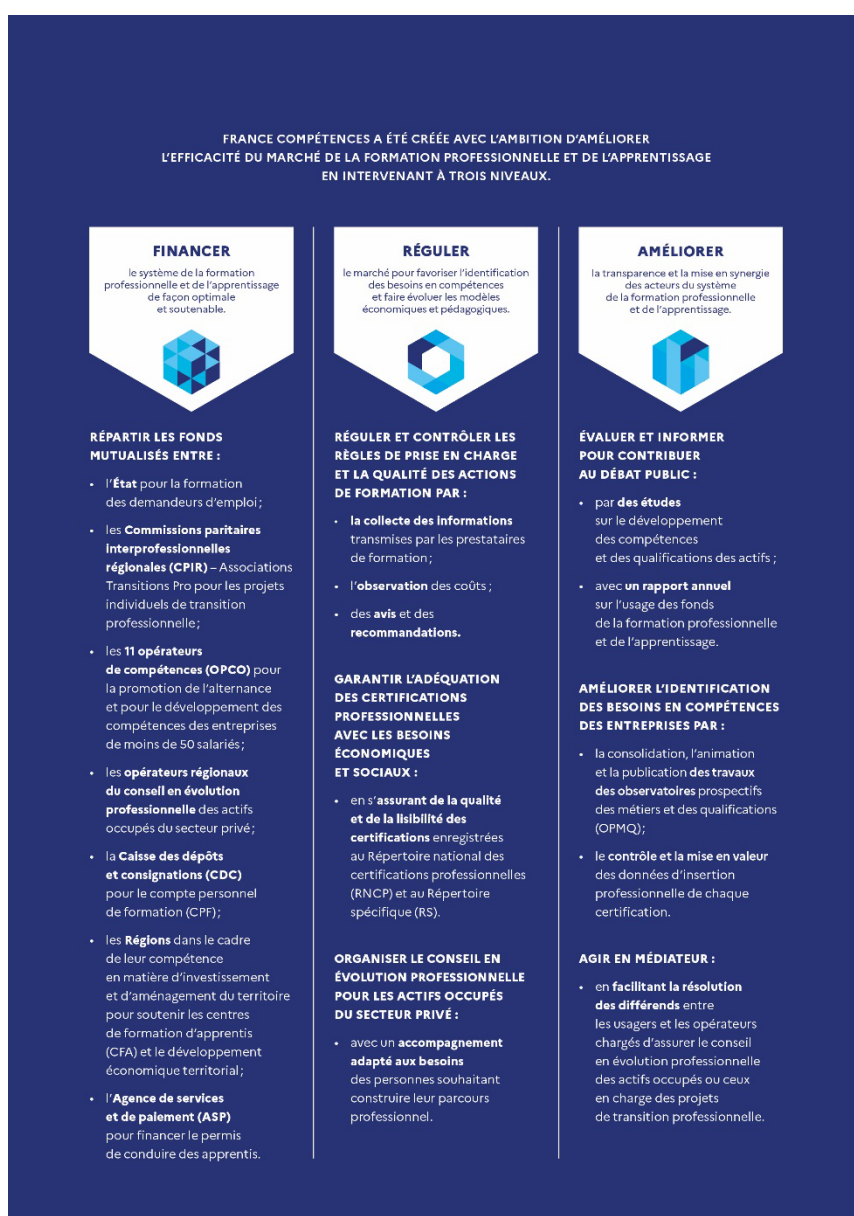 FRANCE COMPÉTENCES A ÉTÉ CRÉÉE AVEC L'AMBITION D'AMÉLIORER
L'EFFICACITÉ DU MARCHÉ DE LA FORMATION PROFESSIONNELLE ET DE L'APPRENTISSAGE
EN INTERVENANT À TROIS NIVEAUX.
FINANCER
le système de la formation
professionnelle et de l'apprentissage
de façon optimale
et soutenable.
RÉPARTIR LES FONDS
MUTUALISÉS ENTRE :
• l'État pour la formation
des demandeurs d'emploi ;
• les Commissions paritaires
interprofessionnelles
régionales (CPIR) – Associations
Transitions Pro pour les projets
individuels de transition
professionnelle ;
• les 11 opérateurs
de compétences (OPCO) pour
la promotion de l'alternance
et pour le développement des
compétences des entreprises
de moins de 50 salariés ;
• les opérateurs régionaux
du conseil en évolution
professionnelle des actifs
occupés du secteur privé ;
• la Caisse des dépôts
et consignations (CDC)
pour le compte personnel
de formation (CPF) ;
• les Régions dans le cadre
de leur compétence
en matière d'investissement
et d'aménagement du territoire
pour soutenir les centres
de formation d'apprentis
(CFA) et le développement
économique territorial ;
• l'Agence de services
et de paiement (ASP)
pour financer le permis
de conduire des apprentis.
RÉGULER
le marché pour favoriser l'identification
des besoins en compétences
et faire évoluer les modèles
économiques et pédagogiques.
RÉGULER ET CONTRÔLER LES
RÈGLES DE PRISE EN CHARGE
ET LA QUALITÉ DES ACTIONS
DE FORMATION PAR :
• la collecte des informations
transmises par les prestataires
de formation ;
• l'observation des coûts ;
• des avis et des
recommandations.
GARANTIR L'ADÉQUATION
DES CERTIFICATIONS
PROFESSIONNELLES
AVEC LES BESOINS
ÉCONOMIQUES
ET SOCIAUX :
• en s'assurant de la qualité
et de la lisibilité des
certifications enregistrées
au Répertoire national des
certifications professionnelles
(RNCP) et au Répertoire
spécifique (RS).
ORGANISER LE CONSEIL EN
ÉVOLUTION PROFESSIONNELLE
POUR LES ACTIFS OCCUPÉS
DU SECTEUR PRIVÉ :
• avec un accompagnement
adapté aux besoins
des personnes souhaitant
construire leur parcours
professionnel.
AMÉLIORER
la transparence et la mise en synergie
des acteurs du système
de la formation professionnelle
et de l'apprentissage.
ÉVALUER ET INFORMER
POUR CONTRIBUER
AU DÉBAT PUBLIC :
• par des études
sur le développement
des compétences
et des qualifications des actifs ;
• avec un rapport annuel
sur l'usage des fonds
de la formation professionnelle
et de l'apprentissage.
AMÉLIORER L'IDENTIFICATION
DES BESOINS EN COMPÉTENCES
DES ENTREPRISES PAR :
• la consolidation, l'animation
et la publication des travaux
des observatoires prospectifs
des métiers et des qualifications
(OPMQ) ;
• le contrôle et la mise en valeur
des données d'insertion
professionnelle de chaque
certification.
AGIR EN MÉDIATEUR :
• en facilitant la résolution
des différends entre
les usagers et les opérateurs
chargés d'assurer le conseil
en évolution professionnelle
des actifs occupés ou ceux
en charge des projets
de transition professionnelle.